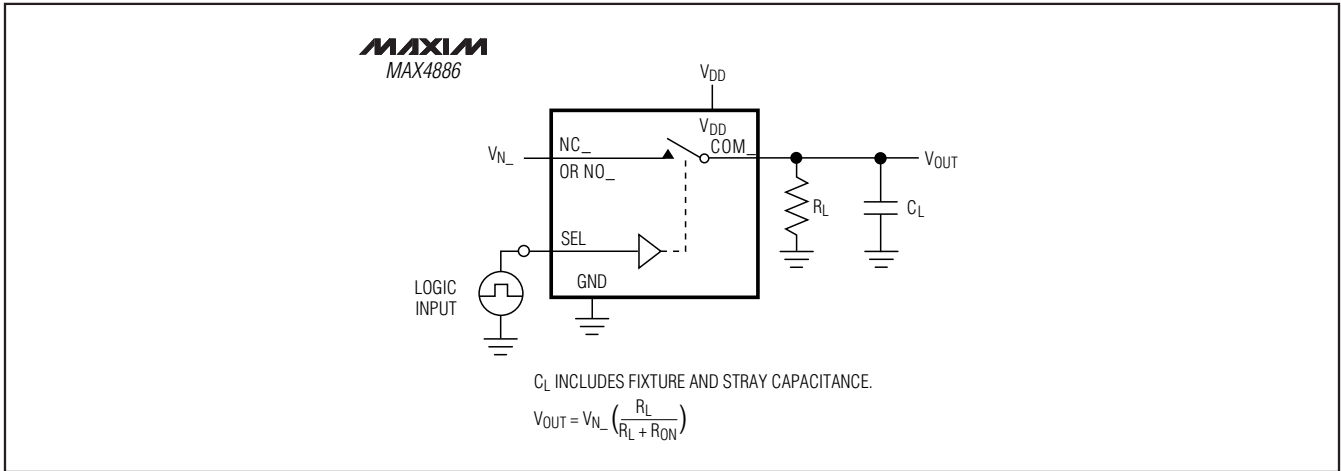 MAXIM
MAX4886
VDD
VDD
VN_
NC_
COM_
VOUT
OR NO_
RL
CL
SEL
GND
LOGIC
INPUT
CL INCLUDES FIXTURE AND STRAY CAPACITANCE.
VOUT = VN_ (RL / RL + RON)